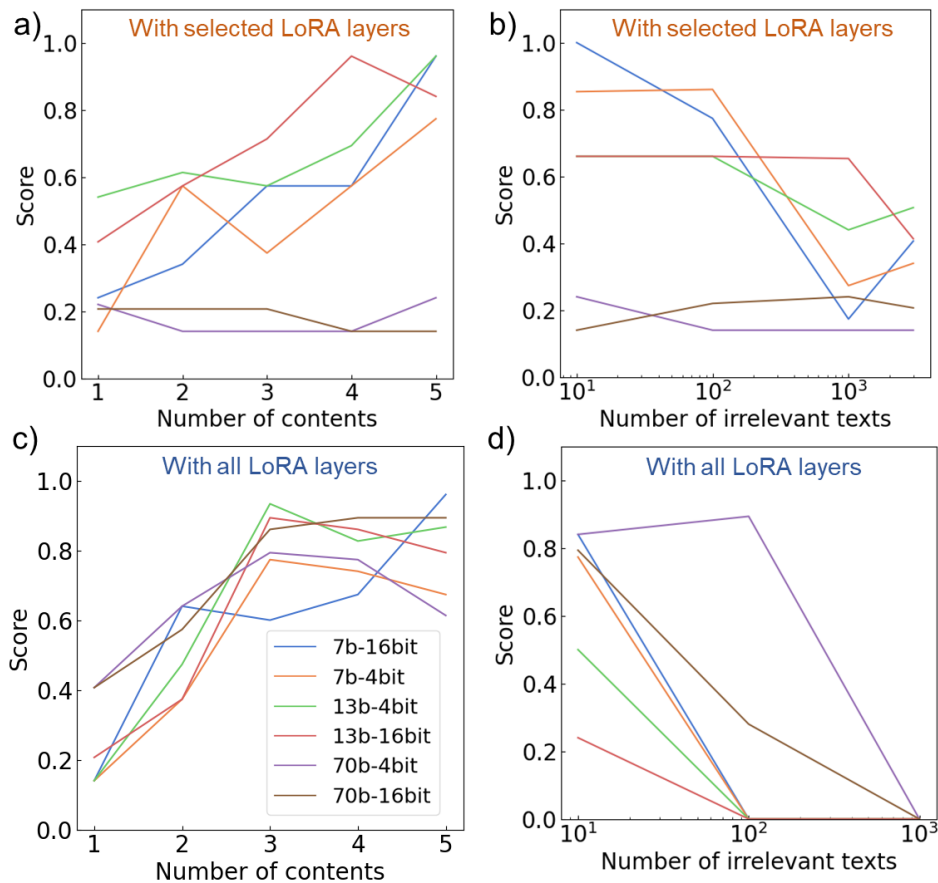 a)
With selected LoRA layers
1.0
0.8
0.6
0.4
0.2
0.0
Score
1 2 3 4 5
Number of contents
b)
With selected LoRA layers
1.0
0.8
0.6
0.4
0.2
0.0
Score
10¹ 10² 10³
Number of irrelevant texts
c)
With all LoRA layers
1.0
0.8
0.6
0.4
0.2
0.0
Score
7b-16bit
7b-4bit
13b-4bit
13b-16bit
70b-4bit
70b-16bit
1 2 3 4 5
Number of contents
d)
With all LoRA layers
1.0
0.8
0.6
0.4
0.2
0.0
Score
10¹ 10² 10³
Number of irrelevant texts